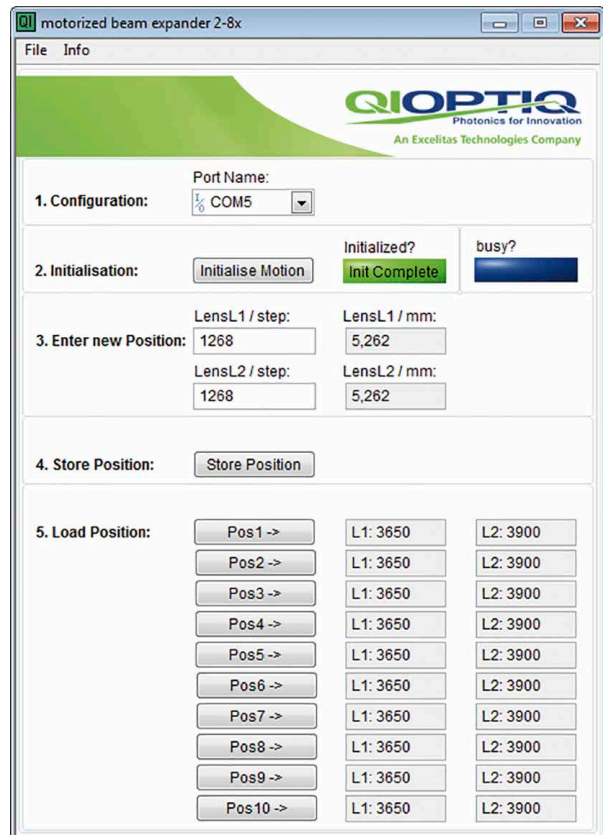 QI motorized beam expander 2-8x
File Info
QIOPTIQ
Photonics for Innovation
An Excelitas Technologies Company
Port Name:
1. Configuration: I/O COM5
Initialized? busy?
2. Initialisation: Initialise Motion Init Complete
LensL1 / step: LensL1 / mm:
3. Enter new Position: 1268 5,262
LensL2 / step: LensL2 / mm:
1268 5,262
4. Store Position: Store Position
5. Load Position: Pos1 -> L1: 3650 L2: 3900
Pos2 -> L1: 3650 L2: 3900
Pos3 -> L1: 3650 L2: 3900
Pos4 -> L1: 3650 L2: 3900
Pos5 -> L1: 3650 L2: 3900
Pos6 -> L1: 3650 L2: 3900
Pos7 -> L1: 3650 L2: 3900
Pos8 -> L1: 3650 L2: 3900
Pos9 -> L1: 3650 L2: 3900
Pos10 -> L1: 3650 L2: 3900